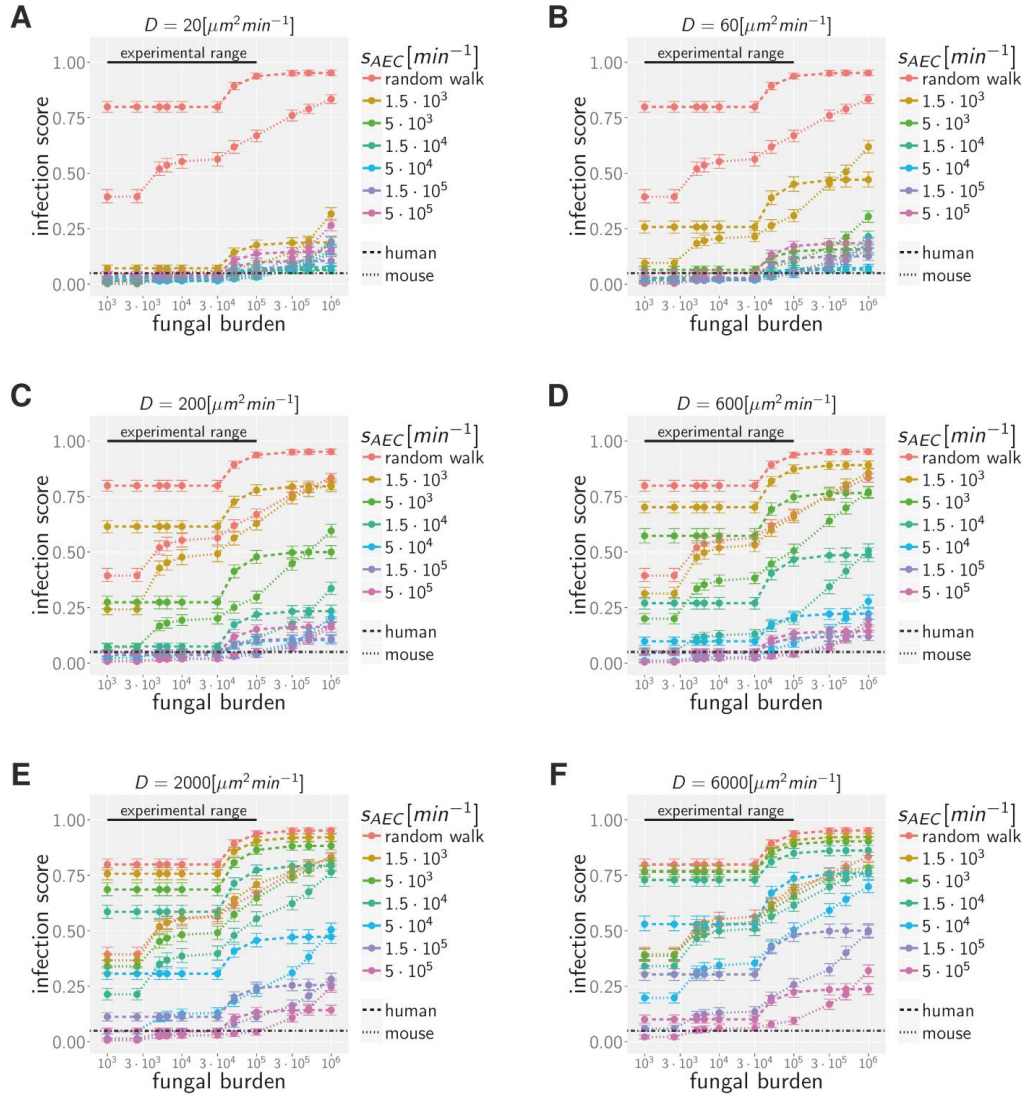 A
D = 20[μm²min⁻¹]
experimental range
1.00
0.75
0.50
0.25
0.00
infection score
10³
3·10³
10⁴
3·10⁴
10⁵
3·10⁵
10⁶
fungal burden
s_AEC[min⁻¹]
random walk
1.5·10³
5·10³
1.5·10⁴
5·10⁴
1.5·10⁵
5·10⁵
human
mouse
B
D = 60[μm²min⁻¹]
experimental range
1.00
0.75
0.50
0.25
0.00
infection score
10³
3·10³
10⁴
3·10⁴
10⁵
3·10⁵
10⁶
fungal burden
s_AEC[min⁻¹]
random walk
1.5·10³
5·10³
1.5·10⁴
5·10⁴
1.5·10⁵
5·10⁵
human
mouse
C
D = 200[μm²min⁻¹]
experimental range
1.00
0.75
0.50
0.25
0.00
infection score
10³
3·10³
10⁴
3·10⁴
10⁵
3·10⁵
10⁶
fungal burden
s_AEC[min⁻¹]
random walk
1.5·10³
5·10³
1.5·10⁴
5·10⁴
1.5·10⁵
5·10⁵
human
mouse
D
D = 600[μm²min⁻¹]
experimental range
1.00
0.75
0.50
0.25
0.00
infection score
10³
3·10³
10⁴
3·10⁴
10⁵
3·10⁵
10⁶
fungal burden
s_AEC[min⁻¹]
random walk
1.5·10³
5·10³
1.5·10⁴
5·10⁴
1.5·10⁵
5·10⁵
human
mouse
E
D = 2000[μm²min⁻¹]
experimental range
1.00
0.75
0.50
0.25
0.00
infection score
10³
3·10³
10⁴
3·10⁴
10⁵
3·10⁵
10⁶
fungal burden
s_AEC[min⁻¹]
random walk
1.5·10³
5·10³
1.5·10⁴
5·10⁴
1.5·10⁵
5·10⁵
human
mouse
F
D = 6000[μm²min⁻¹]
experimental range
1.00
0.75
0.50
0.25
0.00
infection score
10³
3·10³
10⁴
3·10⁴
10⁵
3·10⁵
10⁶
fungal burden
s_AEC[min⁻¹]
random walk
1.5·10³
5·10³
1.5·10⁴
5·10⁴
1.5·10⁵
5·10⁵
human
mouse